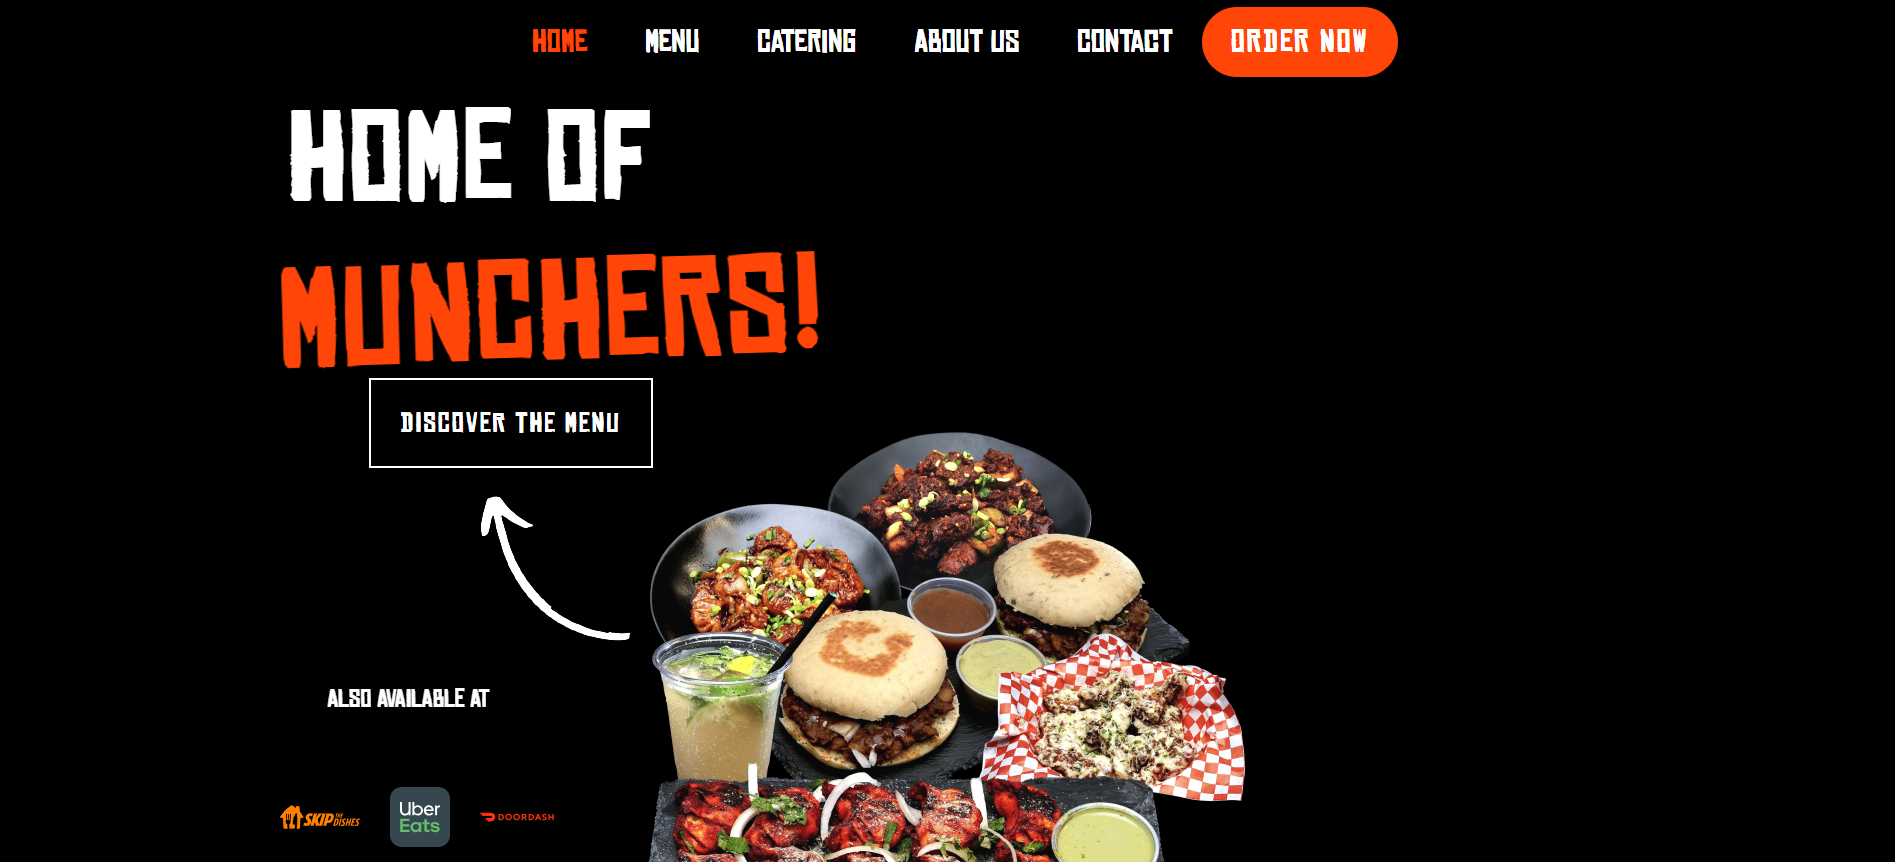 HOME MENU CATERING ABOUT US CONTACT ORDER NOW
HOME OF
MUNCHERS!
DISCOVER THE MENU
ALSO AVAILABLE AT
SKIP THE DISHES
Uber Eats
DOORDASH